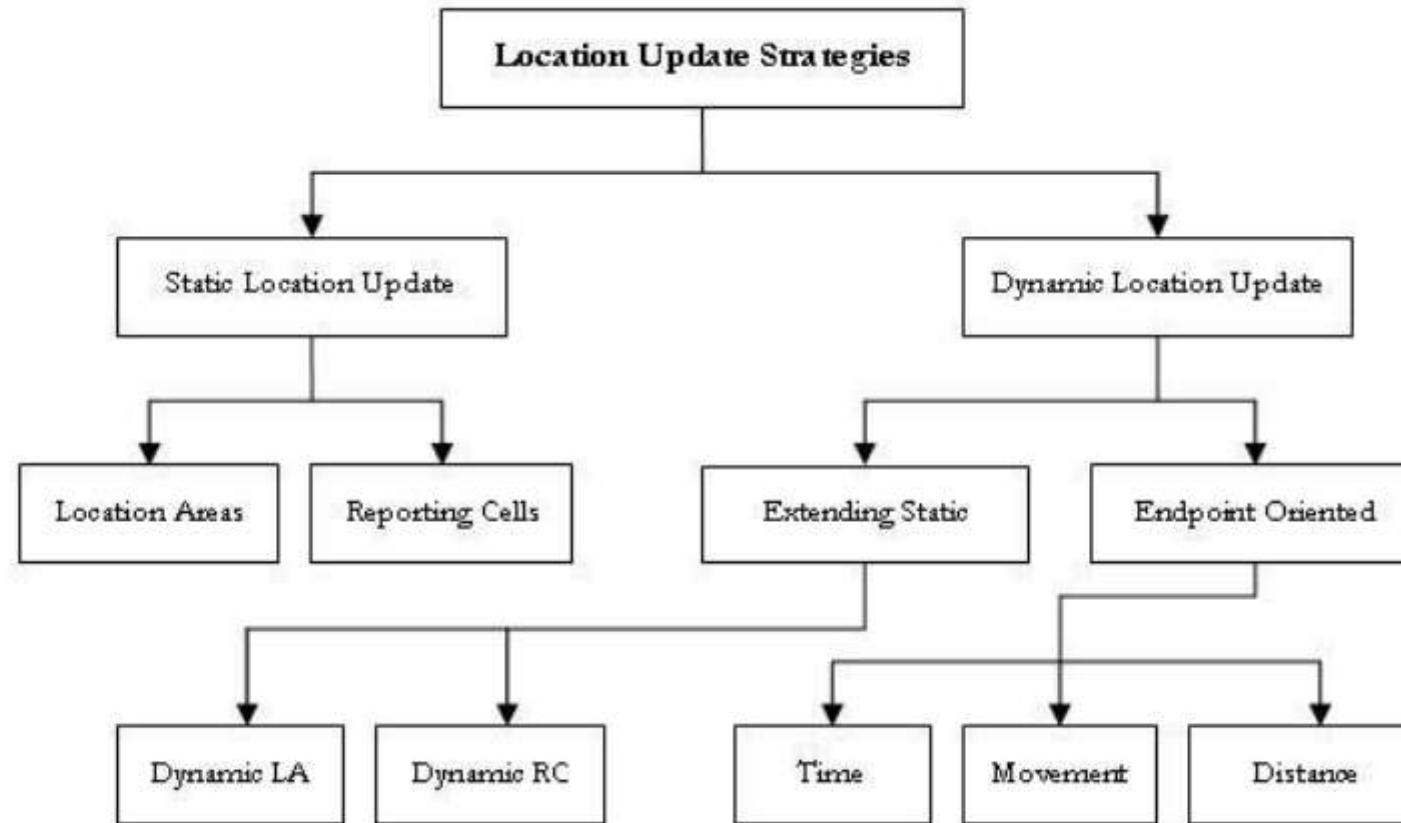 Location Update Strategies
Static Location Update
Dynamic Location Update
Location Areas
Reporting Cells
Extending Static
Endpoint Oriented
Dynamic LA
Dynamic RC
Time
Movement
Distance